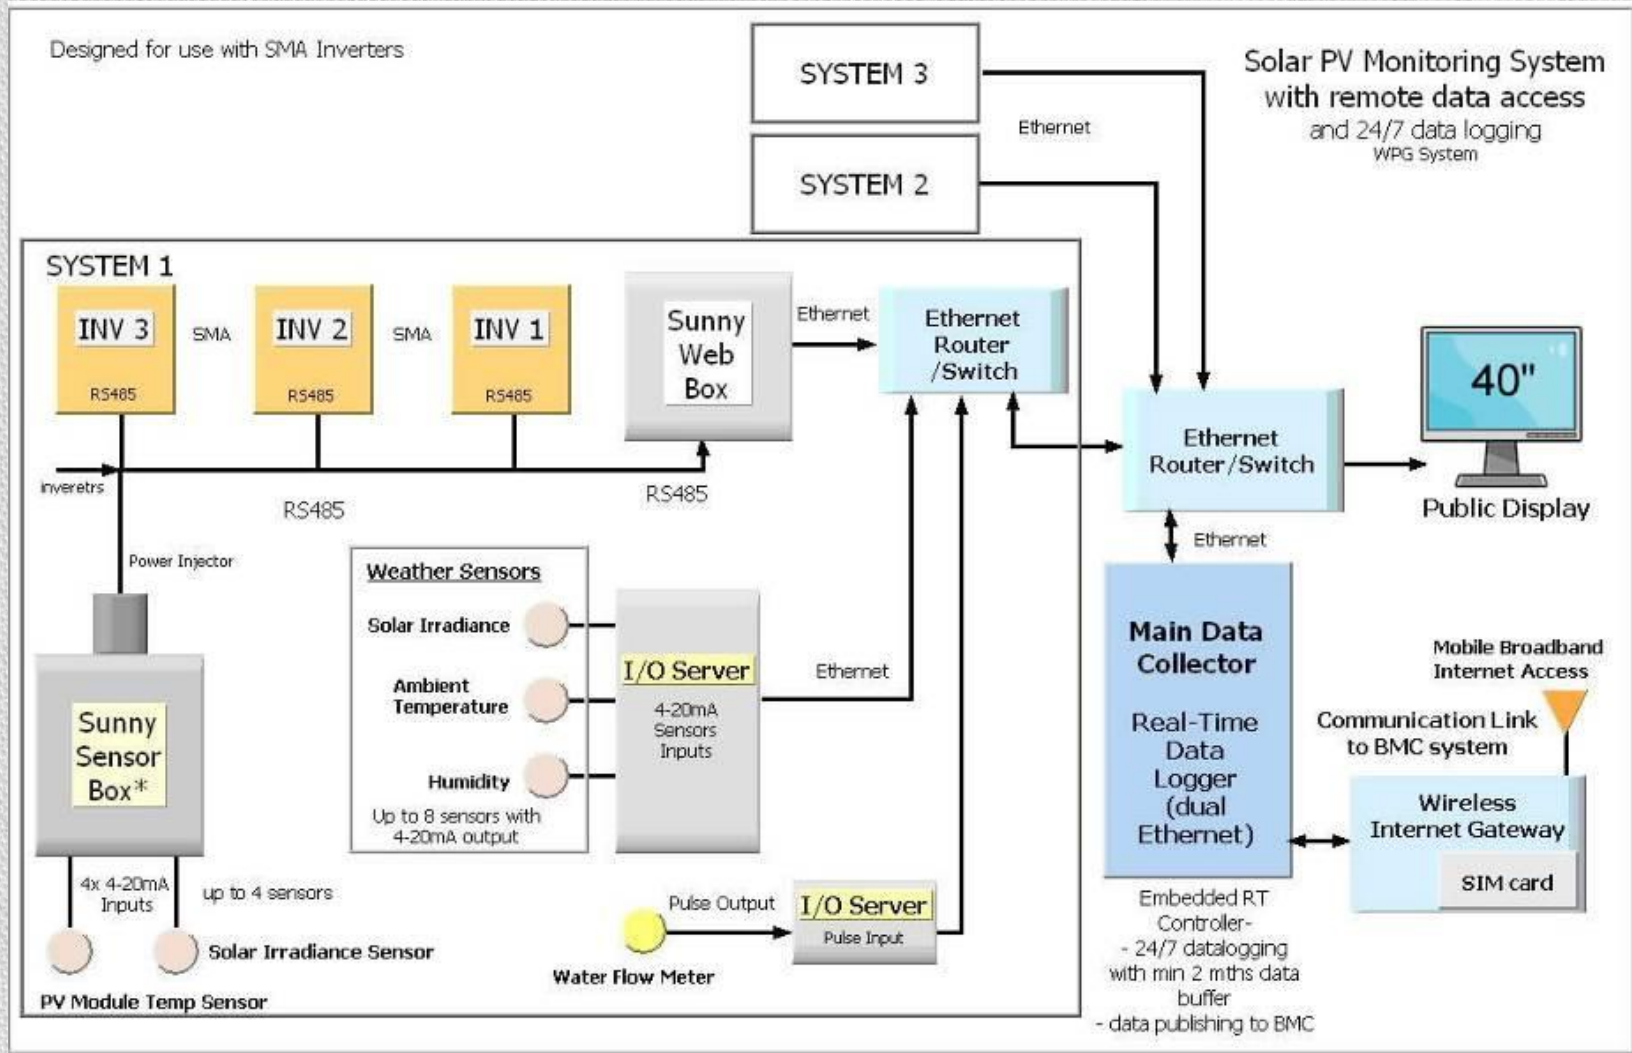 Designed for use with SMA Inverters
SYSTEM 3
Solar PV Monitoring System
with remote data access
and 24/7 data logging
WPG System
Ethernet
SYSTEM 2
SYSTEM 1
INV 3
RS485
SMA
INV 2
RS485
SMA
INV 1
RS485
Sunny
Web
Box
Ethernet
Ethernet
Router
/Switch
inveretrs
RS485
RS485
Ethernet
Router/Switch
40"
Public Display
Ethernet
Power Injector
Sunny
Sensor
Box*
4x 4-20mA
Inputs
up to 4 sensors
Solar Irradiance Sensor
PV Module Temp Sensor
Weather Sensors
Solar Irradiance
Ambient
Temperature
Humidity
Up to 8 sensors with
4-20mA output
I/O Server
4-20mA
Sensors
Inputs
Ethernet
Pulse Output
I/O Server
Pulse Input
Water Flow Meter
Main Data
Collector
Real-Time
Data
Logger
(dual
Ethernet)
Embedded RT
Controller-
- 24/7 datalogging
with min 2 mths data
buffer
- data publishing to BMC
Mobile Broadband
Internet Access
Communication Link
to BMC system
Wireless
Internet Gateway
SIM card